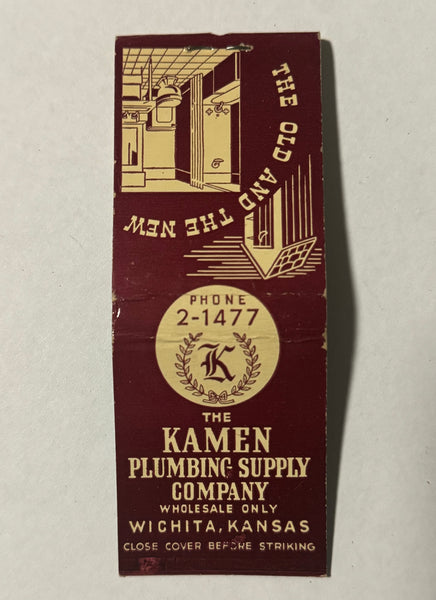 THE OLD AND THE NEW
PHONE
2-1477
K
THE
KAMEN
PLUMBING SUPPLY
COMPANY
WHOLESALE ONLY
WICHITA, KANSAS
CLOSE COVER BEFORE STRIKING